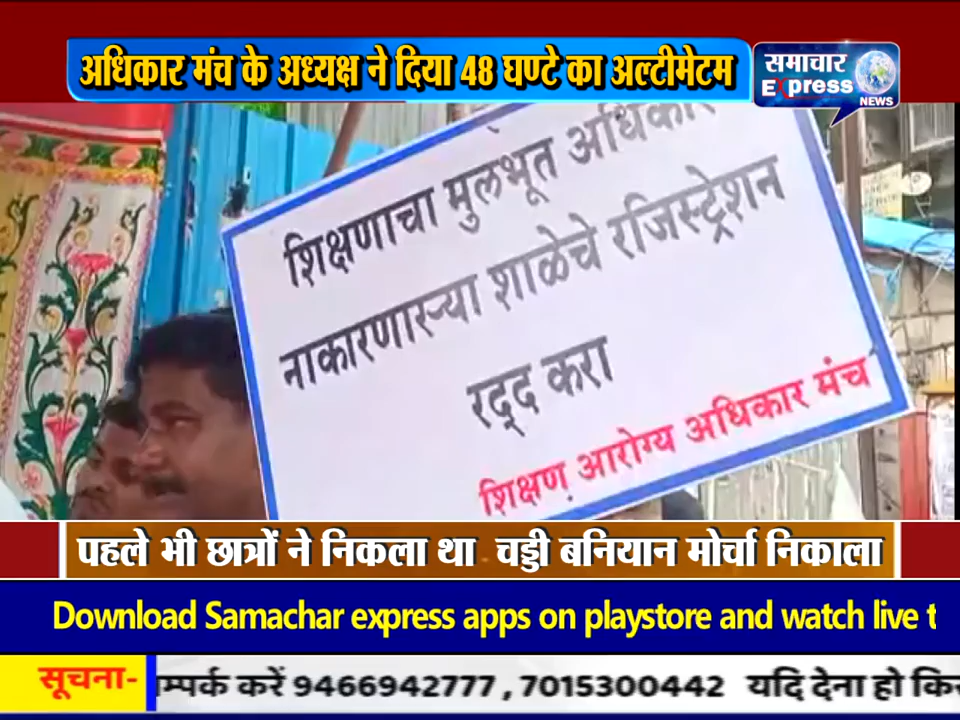 अधिकार मंच के अध्यक्ष ने दिया 48 घण्टे का अल्टीमेटम
समाचार
Express
NEWS
शिक्षणाचा मुलभूत अधिकार
नाकारणाऱ्या शाळेचे रजिस्ट्रेशन
रद्द करा
शिक्षण आरोग्य अधिकार मंच
पहले भी छात्रों ने निकला था चड्डी बनियान मोर्चा निकाला
Download Samachar express apps on playstore and watch live t
सूचना-
म्पर्क करें 9466942777 , 7015300442 यदि देना हो कि